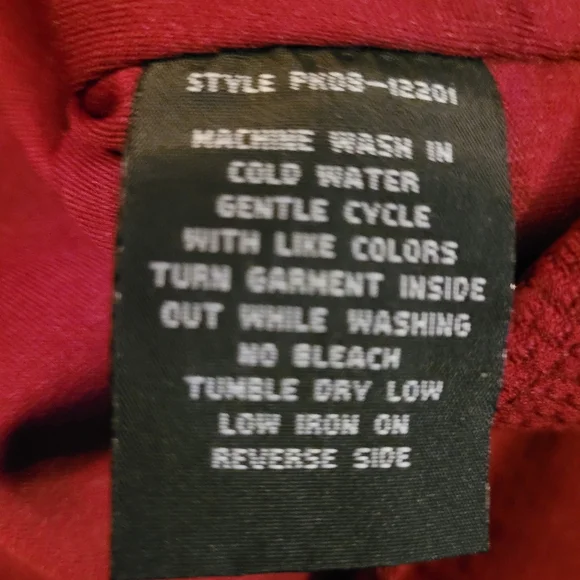 STYLE PK08-12201
MACHINE WASH IN
COLD WATER
GENTLE CYCLE
WITH LIKE COLORS
TURN GARMENT INSIDE
OUT WHILE WASHING
NO BLEACH
TUMBLE DRY LOW
LOW IRON ON
REVERSE SIDE